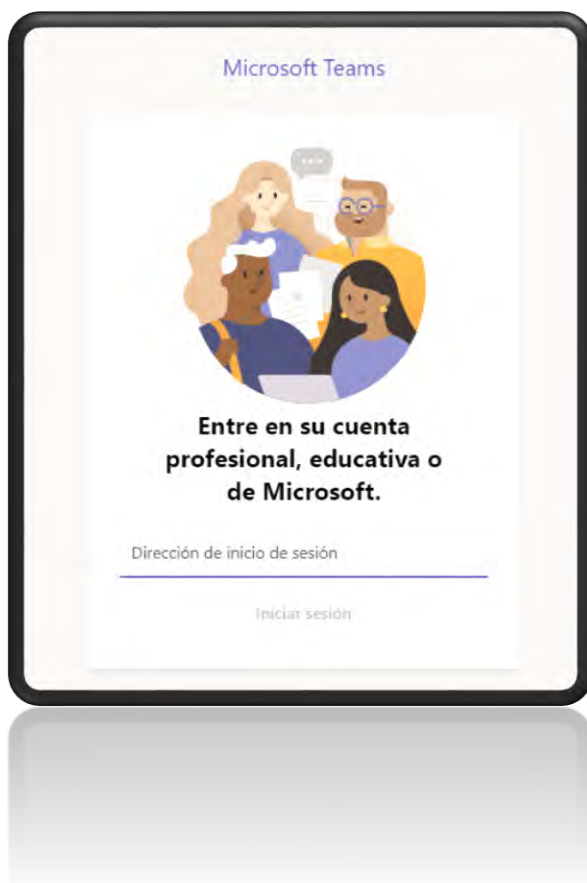 Microsoft Teams
Entre en su cuenta
profesional, educativa o
de Microsoft.
Dirección de inicio de sesión
Iniciar sesión